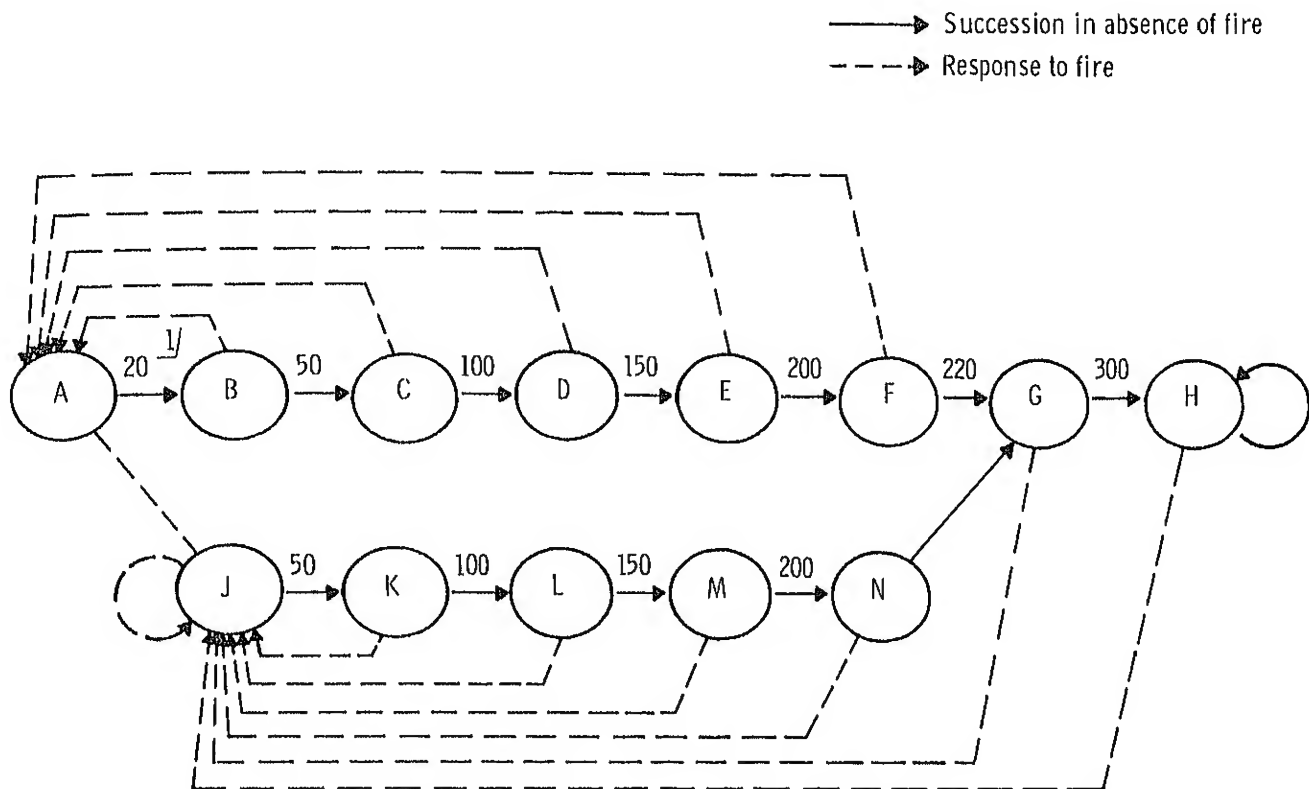 Succession in absence of fire
Response to fire
1/
20 50 100 150 200 220 300
A B C D E F G H
50 100 150 200
J K L M N